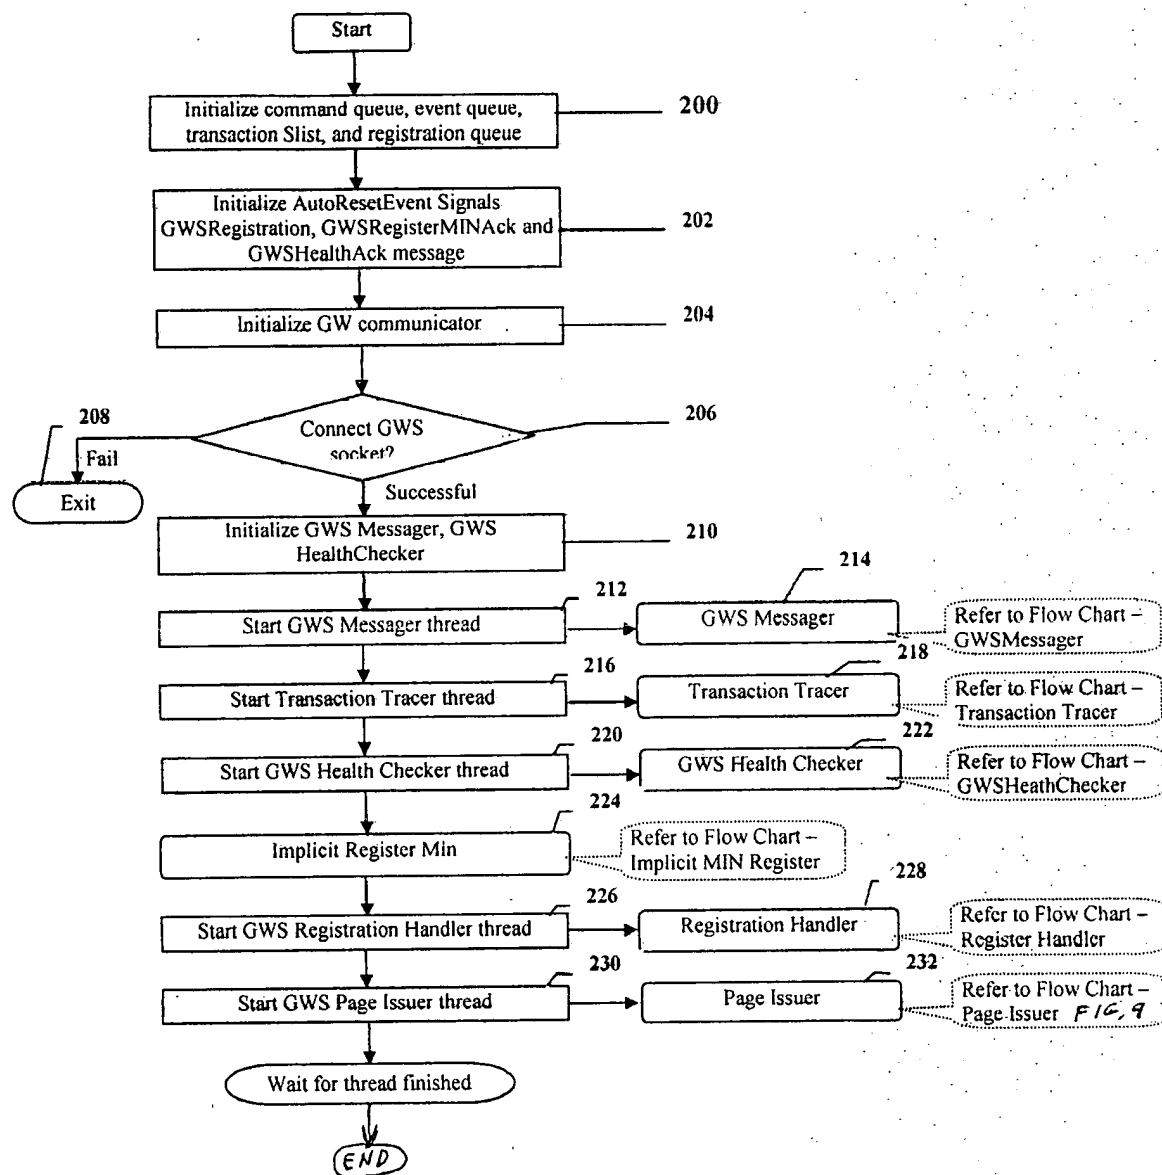 Start
Initialize command queue, event queue,
transaction Slist, and registration queue
200
Initialize AutoResetEvent Signals
GWSRegistration, GWSRegisterMINAck and
GWSHealthAck message
202
Initialize GW communicator
204
208
206
Connect GWS
socket?
Fail
Exit
Successful
Initialize GWS Messager, GWS
HealthChecker
210
212
214
Start GWS Messager thread
GWS Messager
Refer to Flow Chart –
GWSMessager
216
218
Start Transaction Tracer thread
Transaction Tracer
Refer to Flow Chart –
Transaction Tracer
220
222
Start GWS Health Checker thread
GWS Health Checker
Refer to Flow Chart –
GWSHeathChecker
224
Implicit Register Min
Refer to Flow Chart –
Implicit MIN Register
226
228
Start GWS Registration Handler thread
Registration Handler
Refer to Flow Chart –
Register Handler
230
232
Start GWS Page Issuer thread
Page Issuer
Refer to Flow Chart –
Page Issuer FIG, 9
Wait for thread finished
END